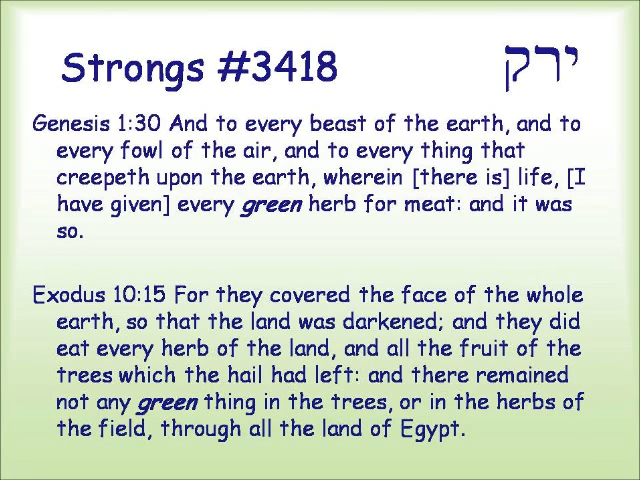 Strongs #3418 ירק
Genesis 1:30 And to every beast of the earth, and to
every fowl of the air, and to every thing that
creepeth upon the earth, wherein [there is] life, [I
have given] every green herb for meat: and it was
so.
Exodus 10:15 For they covered the face of the whole
earth, so that the land was darkened; and they did
eat every herb of the land, and all the fruit of the
trees which the hail had left: and there remained
not any green thing in the trees, or in the herbs of
the field, through all the land of Egypt.